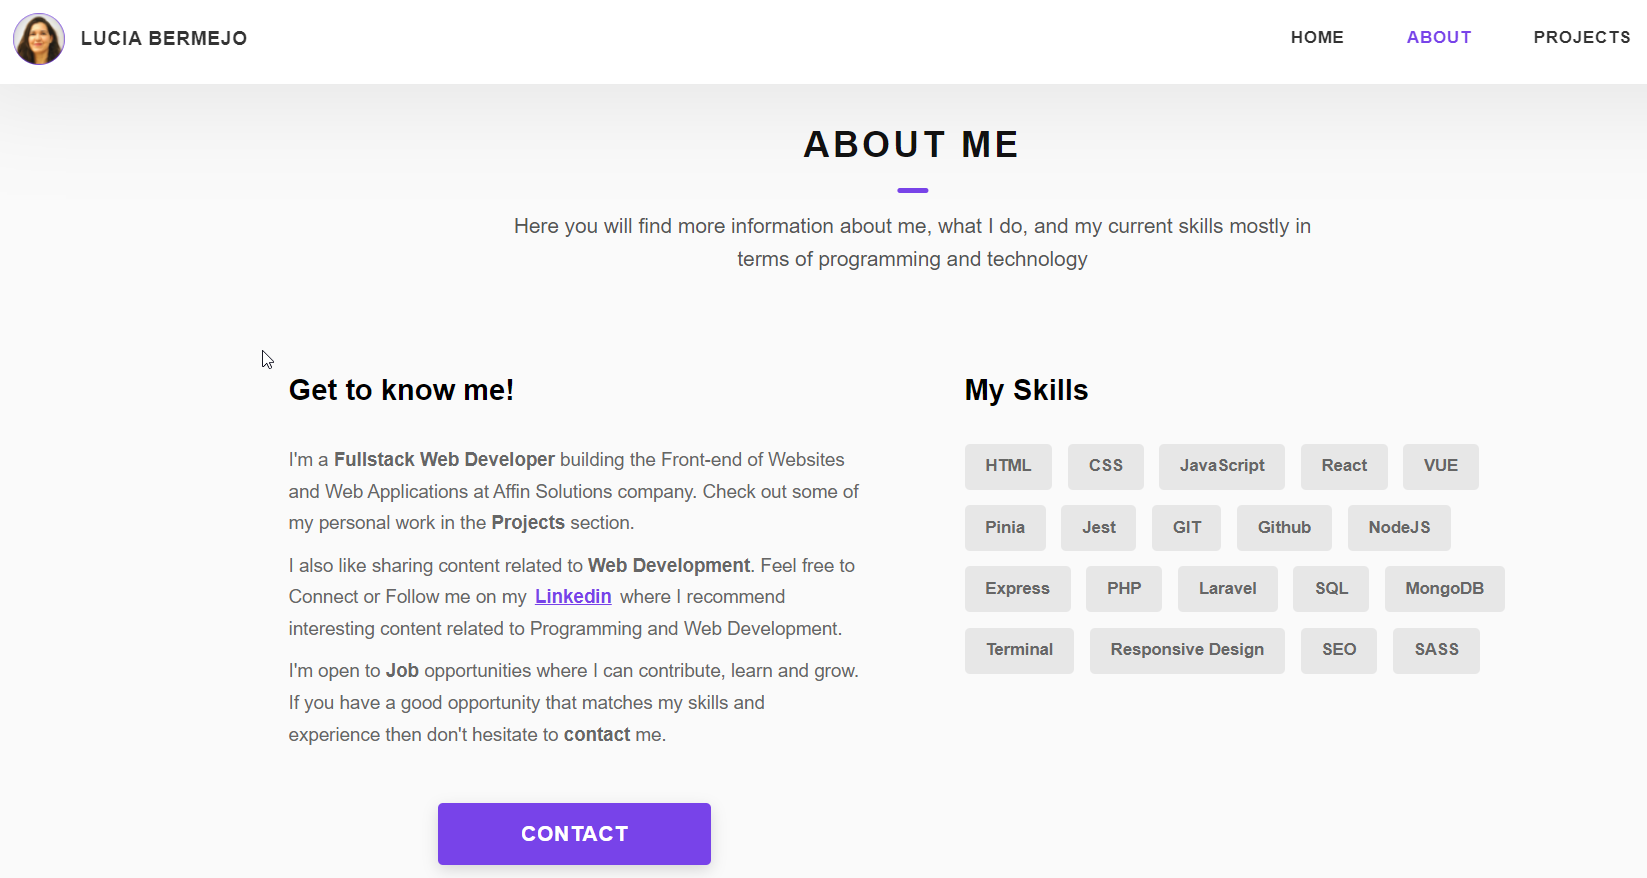 LUCIA BERMEJO
HOME
ABOUT
PROJECTS
ABOUT ME
Here you will find more information about me, what I do, and my current skills mostly in
terms of programming and technology
Get to know me!
I'm a Fullstack Web Developer building the Front-end of Websites
and Web Applications at Affin Solutions company. Check out some of
my personal work in the Projects section.
I also like sharing content related to Web Development. Feel free to
Connect or Follow me on my Linkedin where I recommend
interesting content related to Programming and Web Development.
I'm open to Job opportunities where I can contribute, learn and grow.
If you have a good opportunity that matches my skills and
experience then don't hesitate to contact me.
CONTACT
My Skills
HTML CSS JavaScript React VUE
Pinia Jest GIT Github NodeJS
Express PHP Laravel SQL MongoDB
Terminal Responsive Design SEO SASS